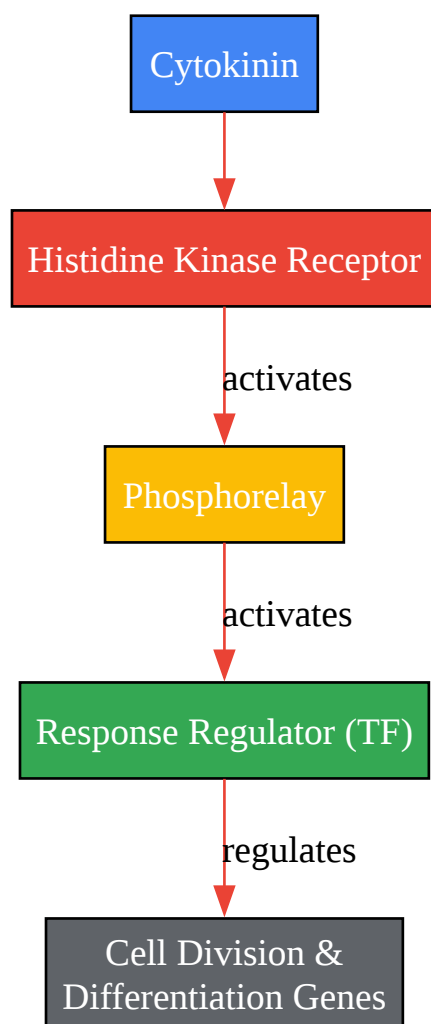 Cytokinin
Histidine Kinase Receptor
activates
Phosphorelay
activates
Response Regulator (TF)
regulates
Cell Division &
Differentiation Genes